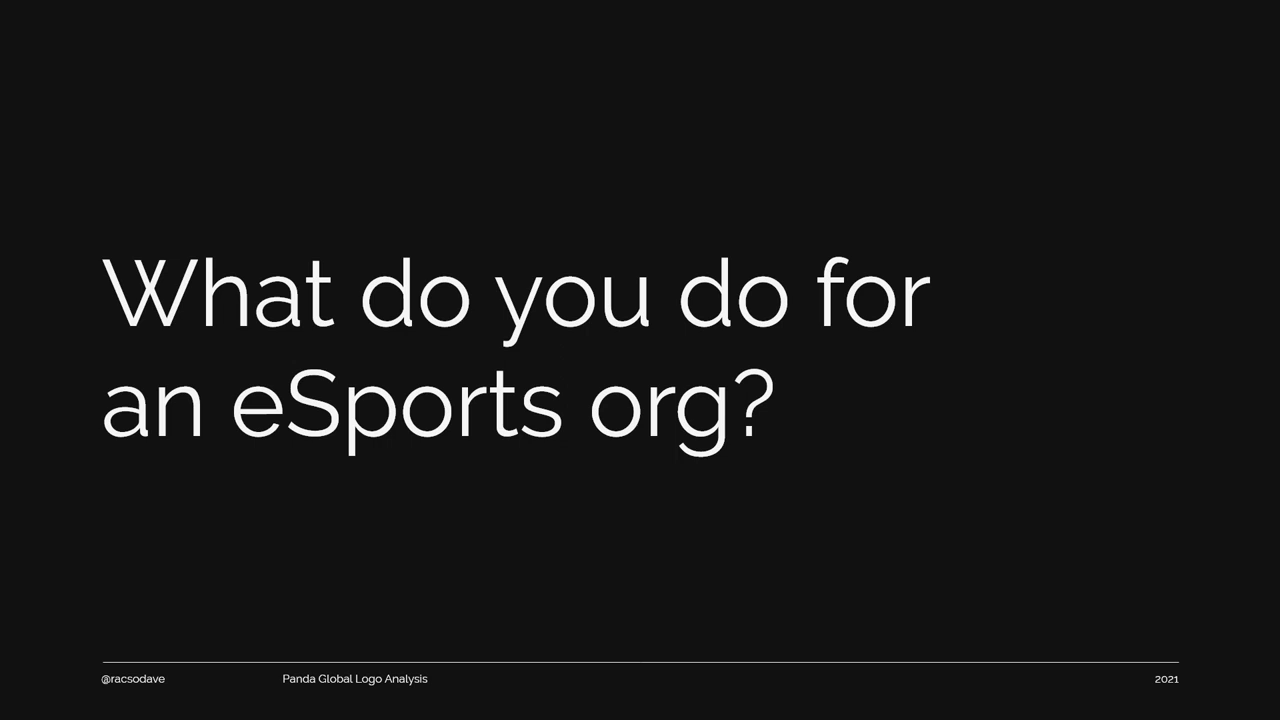 What do you do for
an eSports org?
@racsodave
Panda Global Logo Analysis
2021